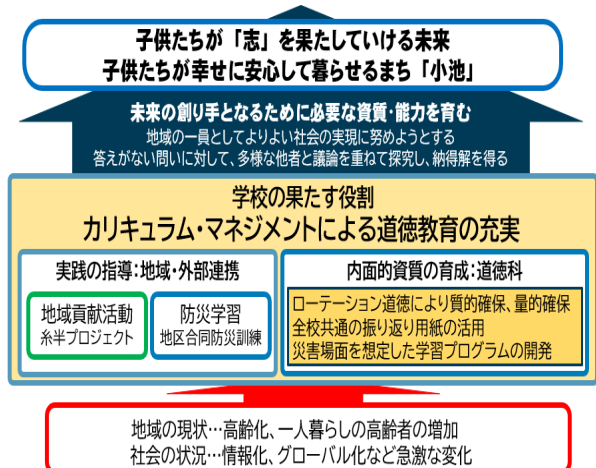 子供たちが「志」を果たしていける未来
子供たちが幸せに安心して暮らせるまち「小池」
未来の創り手となるために必要な資質・能力を育む
地域の一員としてよりよい社会の実現に努めようとする
答えがない問いに対して、多様な他者と議論を重ねて探究し、納得解を得る
学校の果たす役割
カリキュラム・マネジメントによる道徳教育の充実
実践の指導:地域・外部連携
地域貢献活動
糸半プロジェクト
防災学習
地区合同防災訓練
内面的資質の育成:道徳科
ローテーション道徳により質的確保、量的確保
全校共通の振り返り用紙の活用
災害場面を想定した学習プログラムの開発
地域の現状…高齢化、一人暮らしの高齢者の増加
社会の状況…情報化、グローバル化など急激な変化